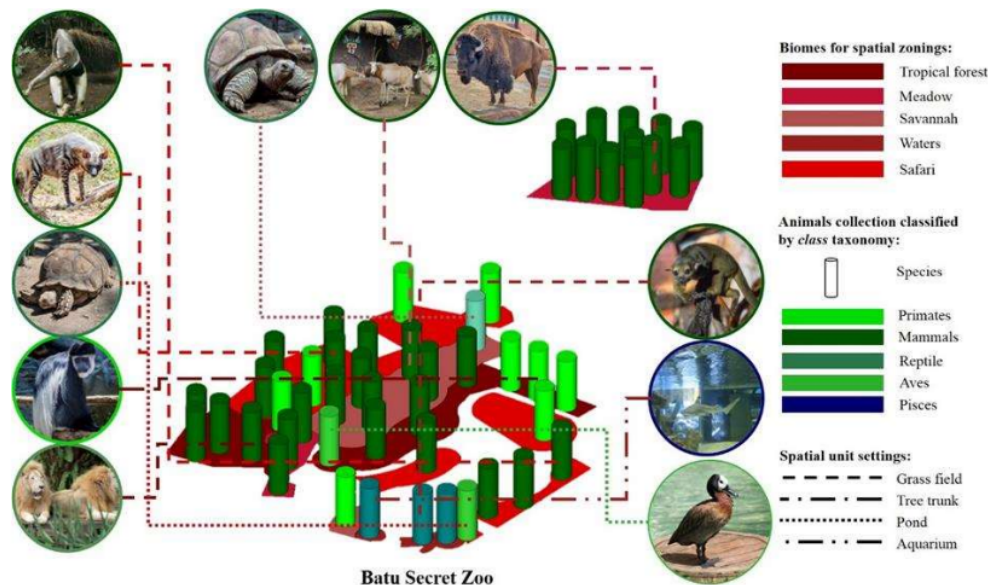 Biomes for spatial zonings:
Tropical forest
Meadow
Savannah
Waters
Safari
Animals collection classified
by class taxonomy:
Species
Primates
Mammals
Reptile
Aves
Pisces
Spatial unit settings:
Grass field
Tree trunk
Pond
Aquarium
Batu Secret Zoo